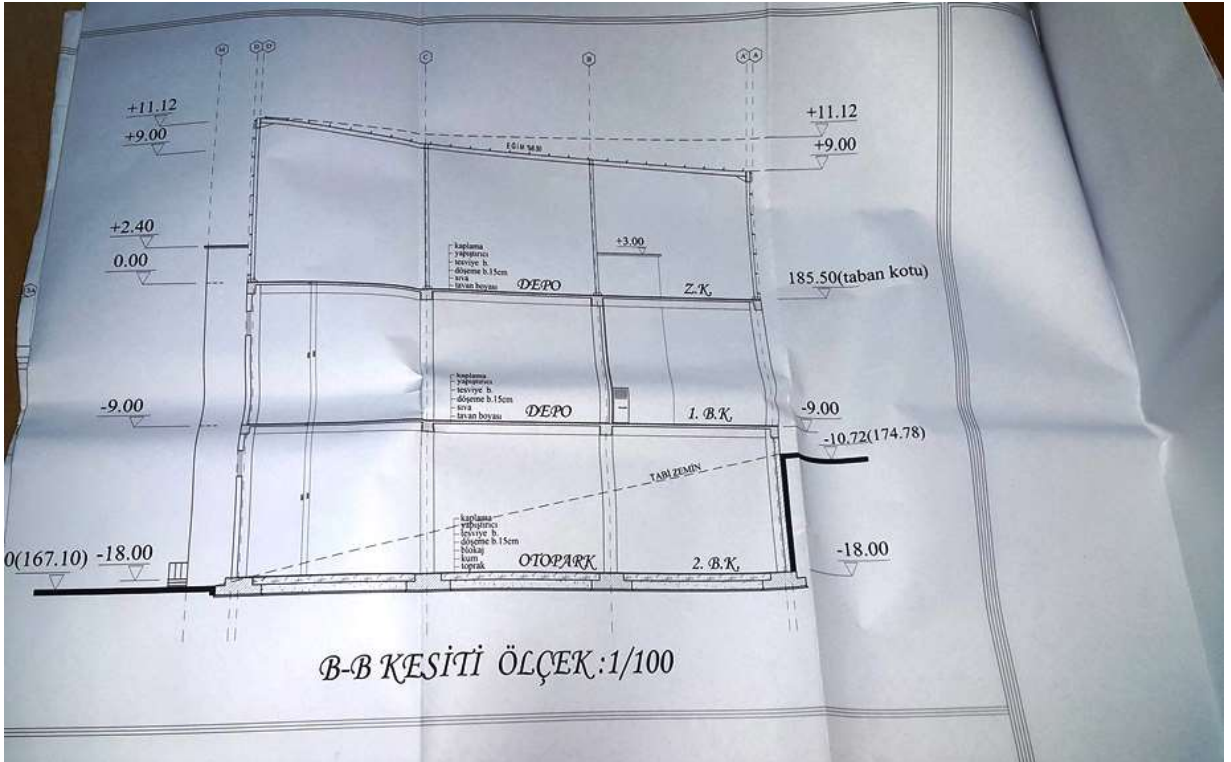 H D D C B A A
+11.12
+9.00
+2.40
0.00
-9.00
0(167.10) -18.00
EĞİM
kaplama
yapıştırıcı
tesviye b.
döşeme b.15cm
sıva
tavan boyası
DEPO
+3.00
Z.K.
kaplama
yapıştırıcı
tesviye b.
döşeme b.15cm
sıva
tavan boyası
DEPO
1. B.K.
TABİ ZEMİN
kaplama
yapıştırıcı
tesviye b.
döşeme b.15cm
blokaj
kum
toprak
OTOPARK
2. B.K.
+11.12
+9.00
185.50(taban kotu)
-9.00
-10.72(174.78)
-18.00
B-B KESİTİ ÖLÇEK :1/100